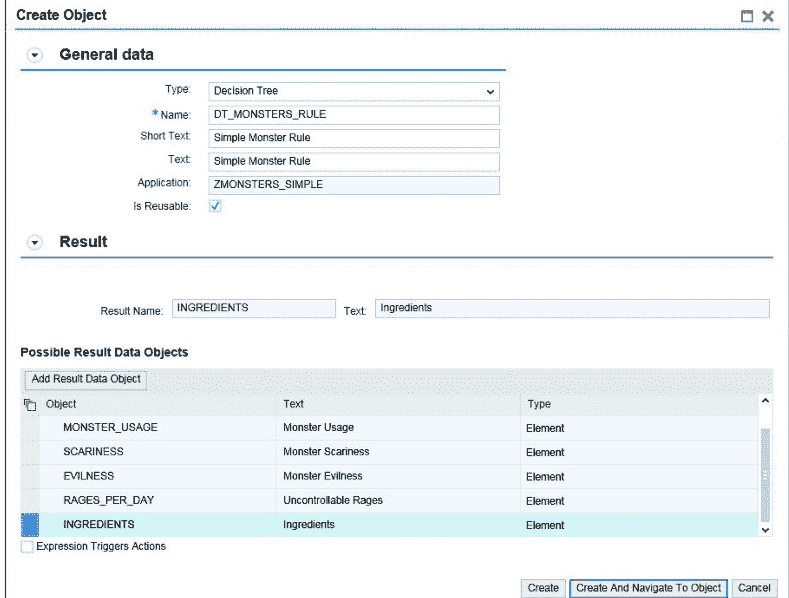 Create Object
General data
Type: Decision Tree
* Name: DT_MONSTERS_RULE
Short Text: Simple Monster Rule
Text: Simple Monster Rule
Application: ZMONSTERS_SIMPLE
Is Reusable:
Result
Result Name: INGREDIENTS Text: Ingredients
Possible Result Data Objects
Add Result Data Object
Object Text Type
MONSTER_USAGE Monster Usage Element
SCARINESS Monster Scariness Element
EVILNESS Monster Evilness Element
RAGES_PER_DAY Uncontrollable Rages Element
INGREDIENTS Ingredients Element
Expression Triggers Actions
Create Create And Navigate To Object Cancel